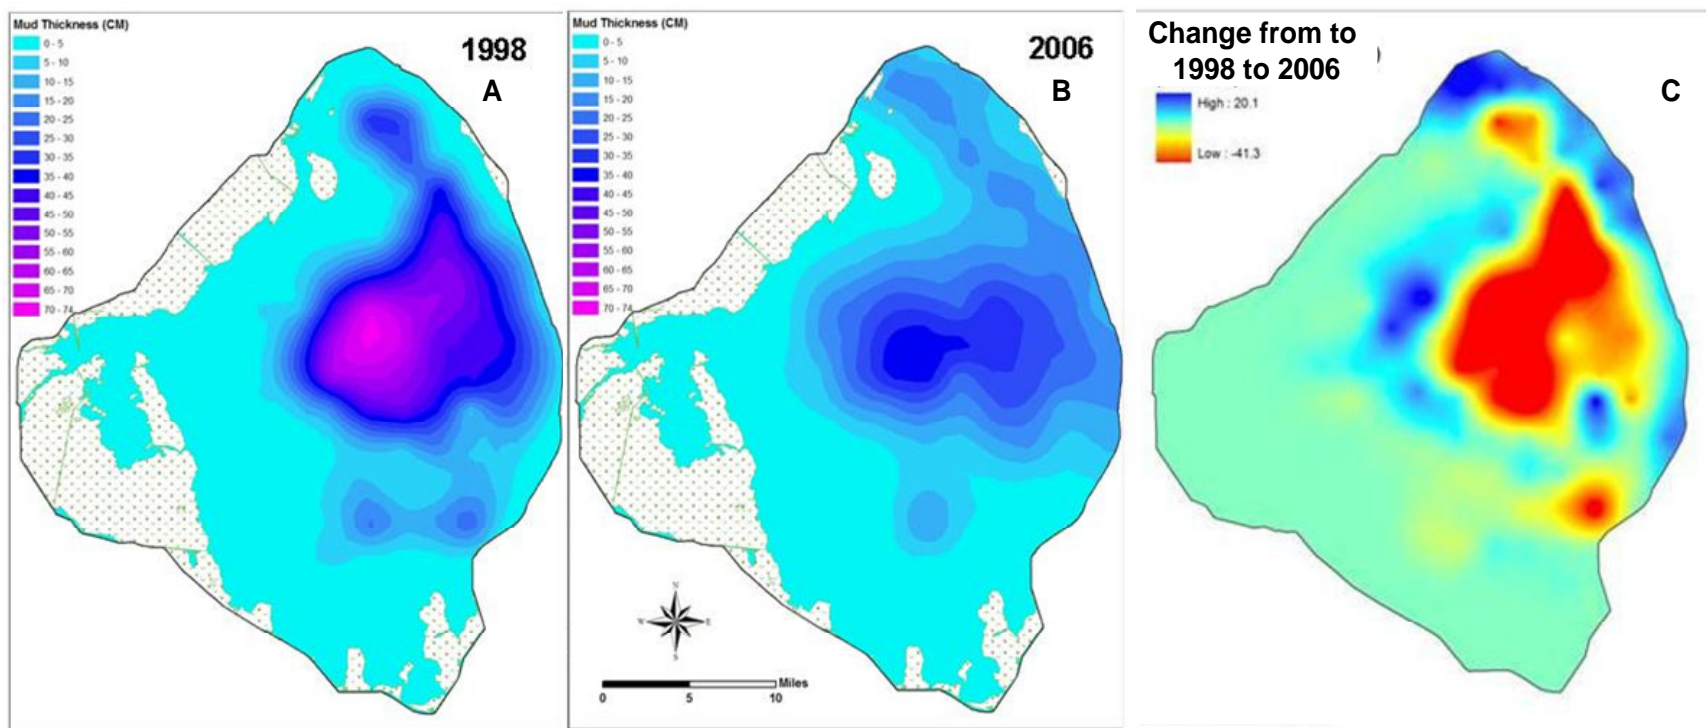 Mud Thickness (CM)
0 - 5
5 - 10
10 - 15
15 - 20
20 - 25
25 - 30
30 - 35
35 - 40
40 - 45
45 - 50
50 - 55
55 - 60
60 - 65
65 - 70
70 - 74
1998
A
Mud Thickness (CM)
0 - 5
5 - 10
10 - 15
15 - 20
20 - 25
25 - 30
30 - 35
35 - 40
40 - 45
45 - 50
50 - 55
55 - 60
60 - 65
65 - 70
70 - 74
2006
B
N
W
E
S
Miles
0 5 10
Change from to
1998 to 2006
)
High : 20.1
Low : -41.3
C